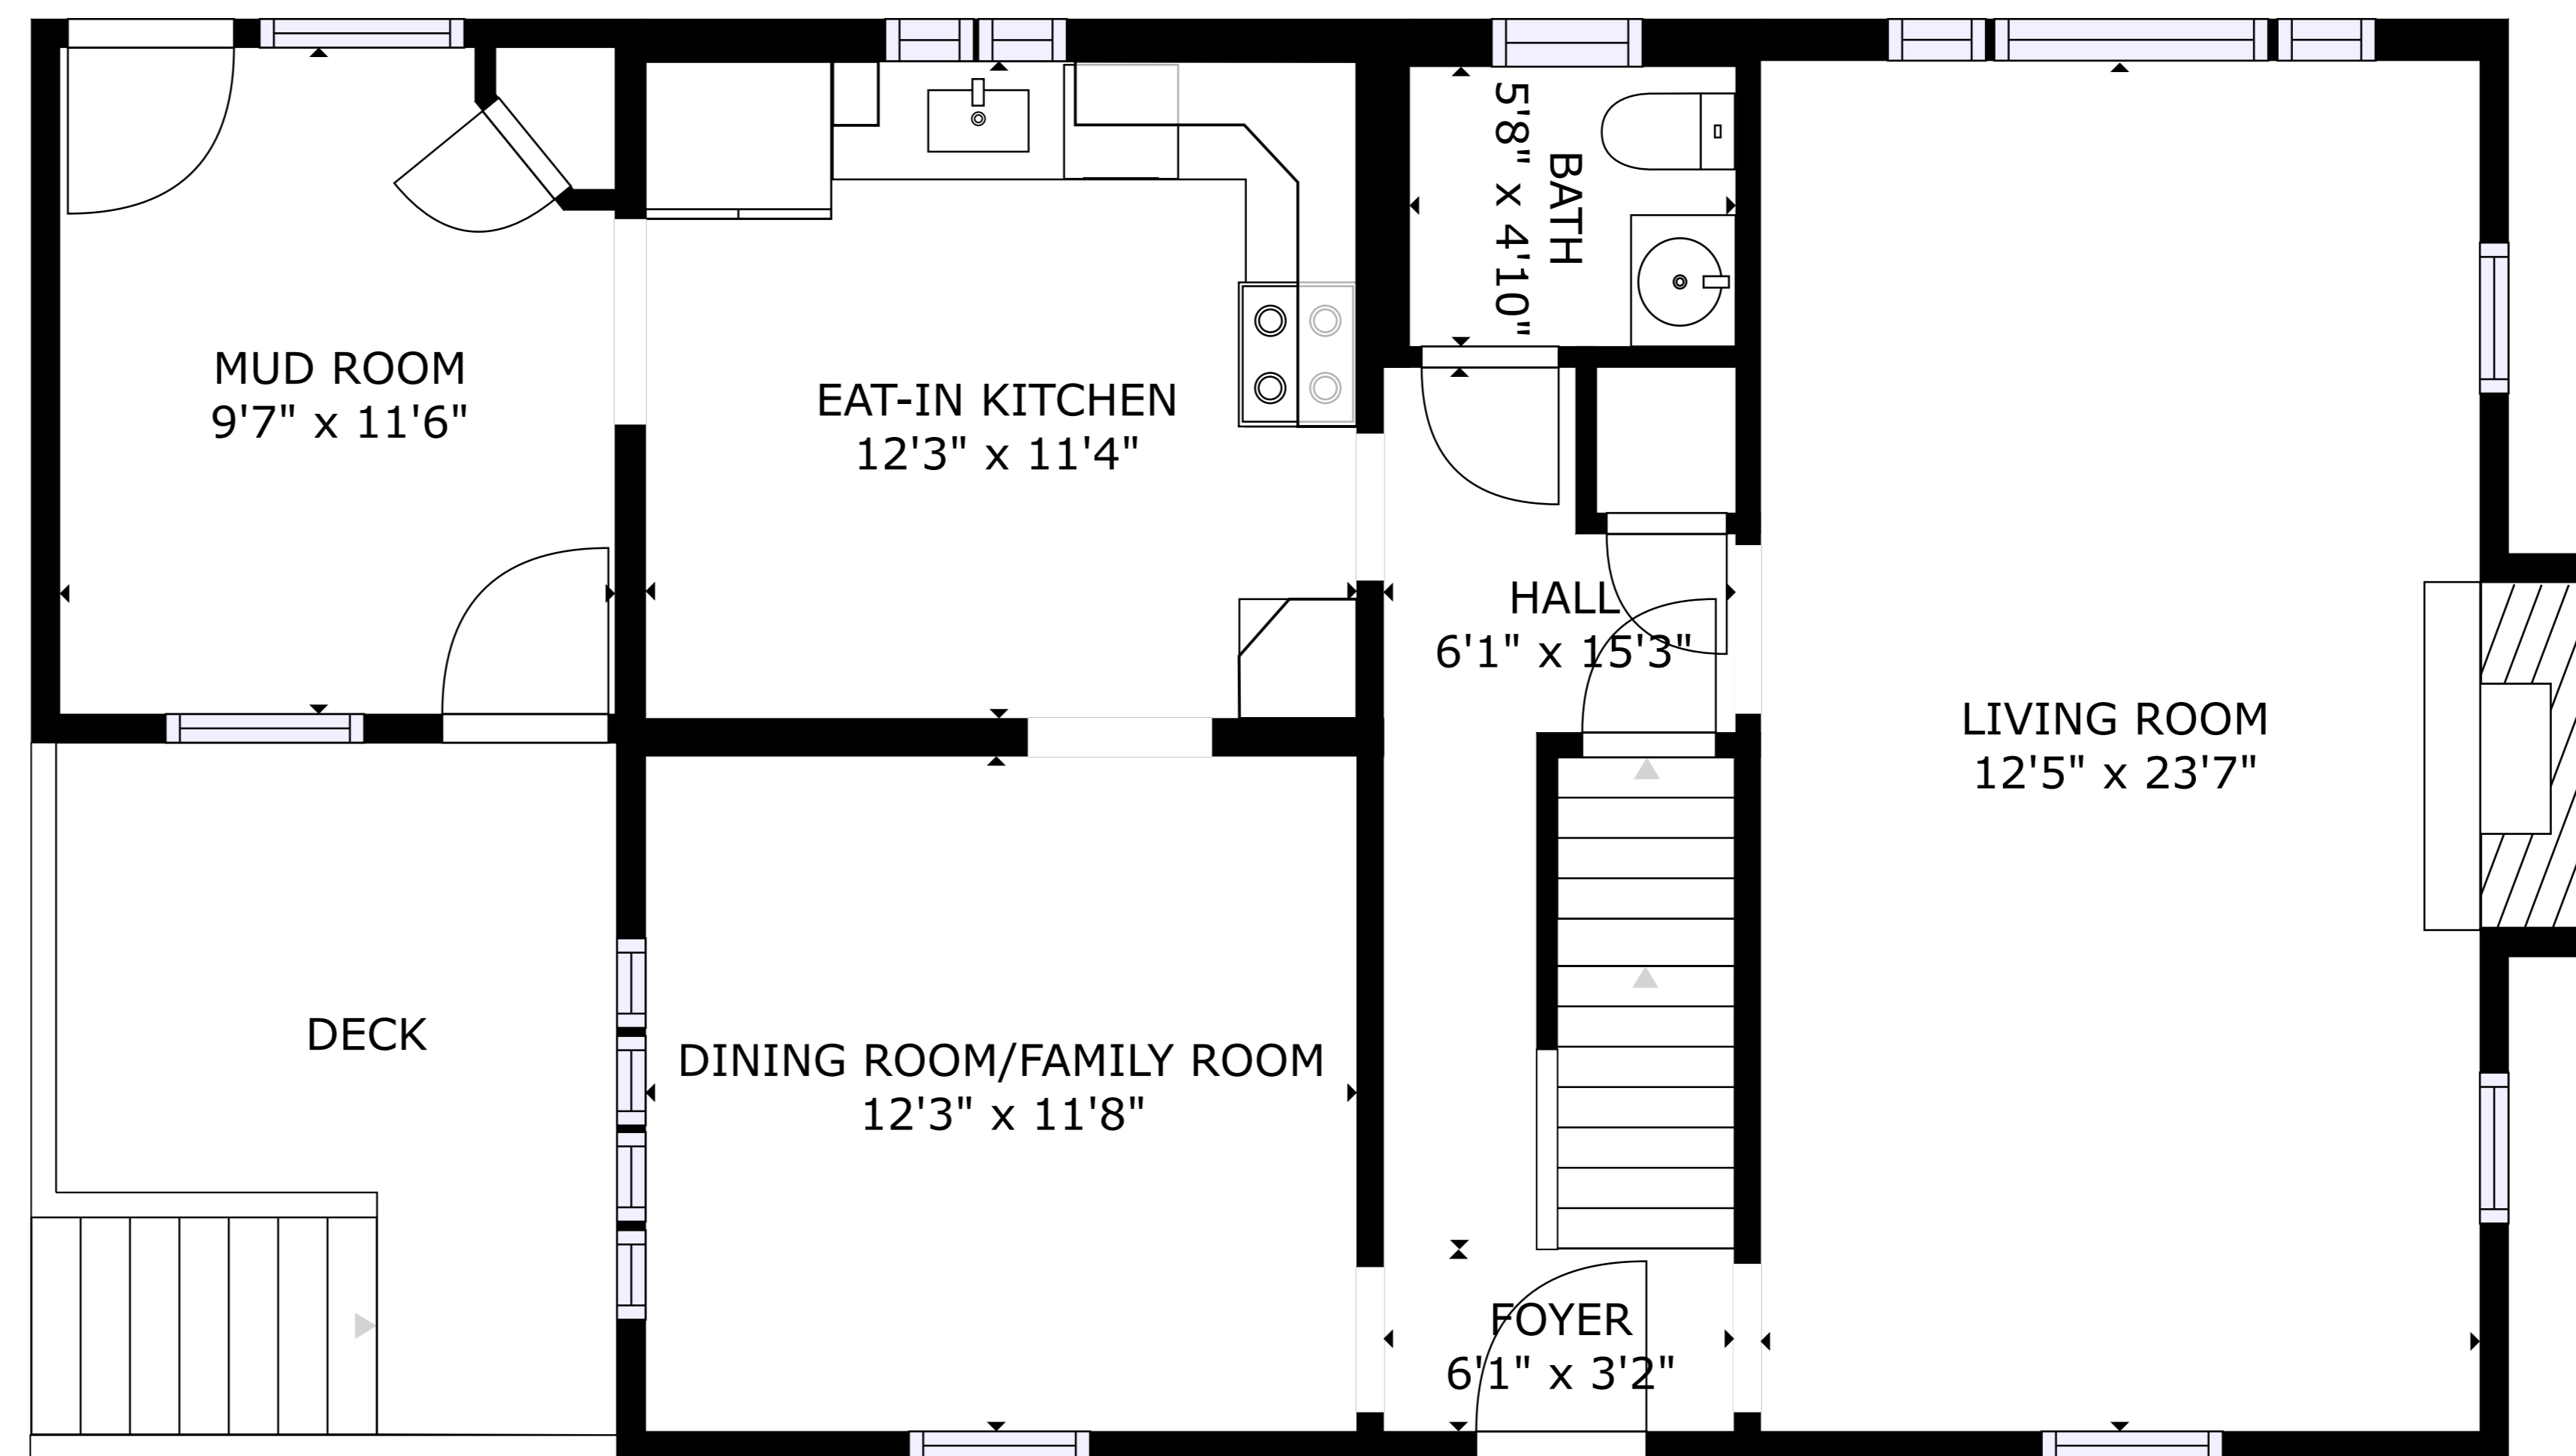 MUD ROOM
9'7" x 11'6"
EAT-IN KITCHEN
12'3" x 11'4"
BATH
5'8" x 4'10"
HALL
6'1" x 15'3"
LIVING ROOM
12'5" x 23'7"
DECK
DINING ROOM/FAMILY ROOM
12'3" x 11'8"
FOYER
6'1" x 3'2"